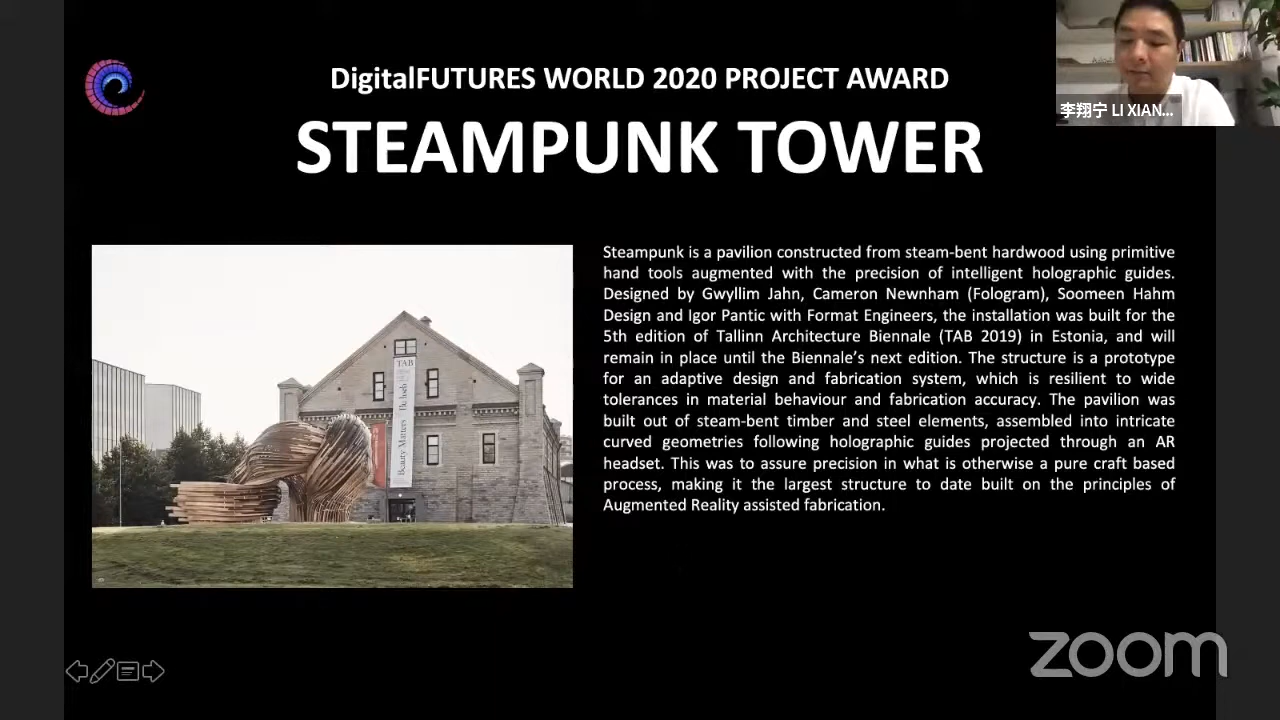 DigitalFUTURES WORLD 2020 PROJECT AWARD
STEAMPUNK TOWER
李翔宁 LI XIAN...
Steampunk is a pavilion constructed from steam-bent hardwood using primitive
hand tools augmented with the precision of intelligent holographic guides.
Designed by Gwyllim Jahn, Cameron Newnham (Fologram), Soomeen Hahm
Design and Igor Pantic with Format Engineers, the installation was built for the
5th edition of Tallinn Architecture Biennale (TAB 2019) in Estonia, and will
remain in place until the Biennale's next edition. The structure is a prototype
for an adaptive design and fabrication system, which is resilient to wide
tolerances in material behaviour and fabrication accuracy. The pavilion was
built out of steam-bent timber and steel elements, assembled into intricate
curved geometries following holographic guides projected through an AR
headset. This was to assure precision in what is otherwise a pure craft based
process, making it the largest structure to date built on the principles of
Augmented Reality assisted fabrication.
TAB
Beauty Matters
zoom